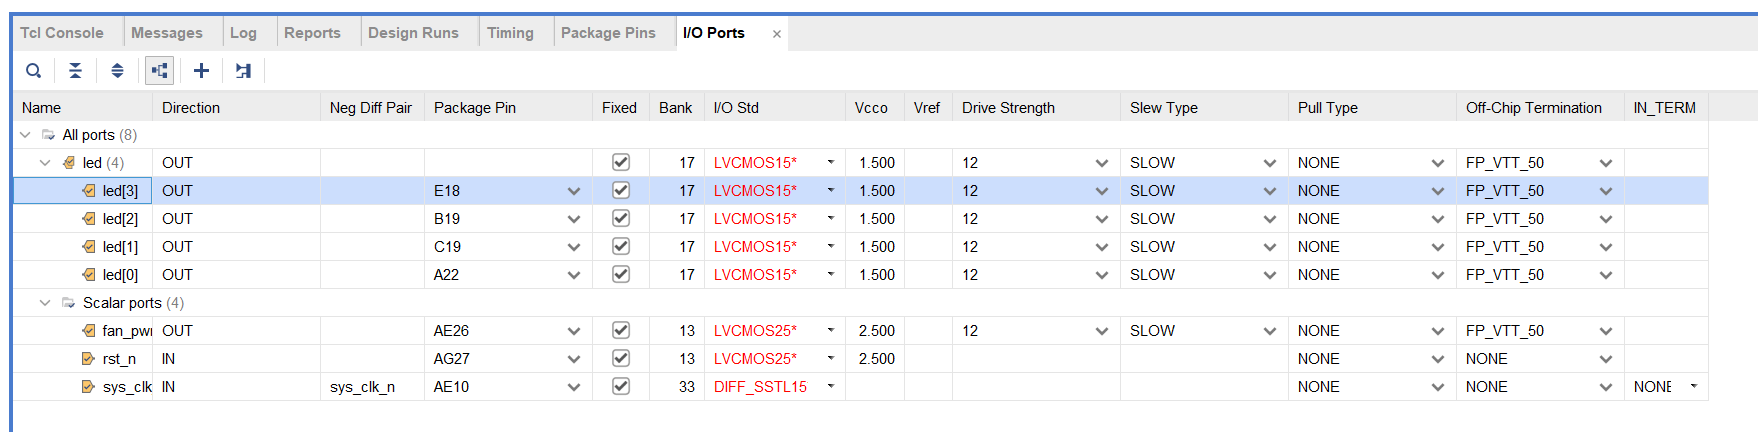 Tcl Console Messages Log Reports Design Runs Timing Package Pins I/O Ports ×
Name Direction Neg Diff Pair Package Pin Fixed Bank I/O Std Vcco Vref Drive Strength Slew Type Pull Type Off-Chip Termination IN_TERM
All ports (8)
led (4) OUT 17 LVCMOS15* 1.500 12 SLOW NONE FP_VTT_50
led[3] OUT E18 17 LVCMOS15* 1.500 12 SLOW NONE FP_VTT_50
led[2] OUT B19 17 LVCMOS15* 1.500 12 SLOW NONE FP_VTT_50
led[1] OUT C19 17 LVCMOS15* 1.500 12 SLOW NONE FP_VTT_50
led[0] OUT A22 17 LVCMOS15* 1.500 12 SLOW NONE FP_VTT_50
Scalar ports (4)
fan_pw OUT AE26 13 LVCMOS25* 2.500 12 SLOW NONE FP_VTT_50
rst_n IN AG27 13 LVCMOS25* 2.500 NONE NONE
sys_clk IN sys_clk_n AE10 33 DIFF_SSTL15 NONE NONE NONE